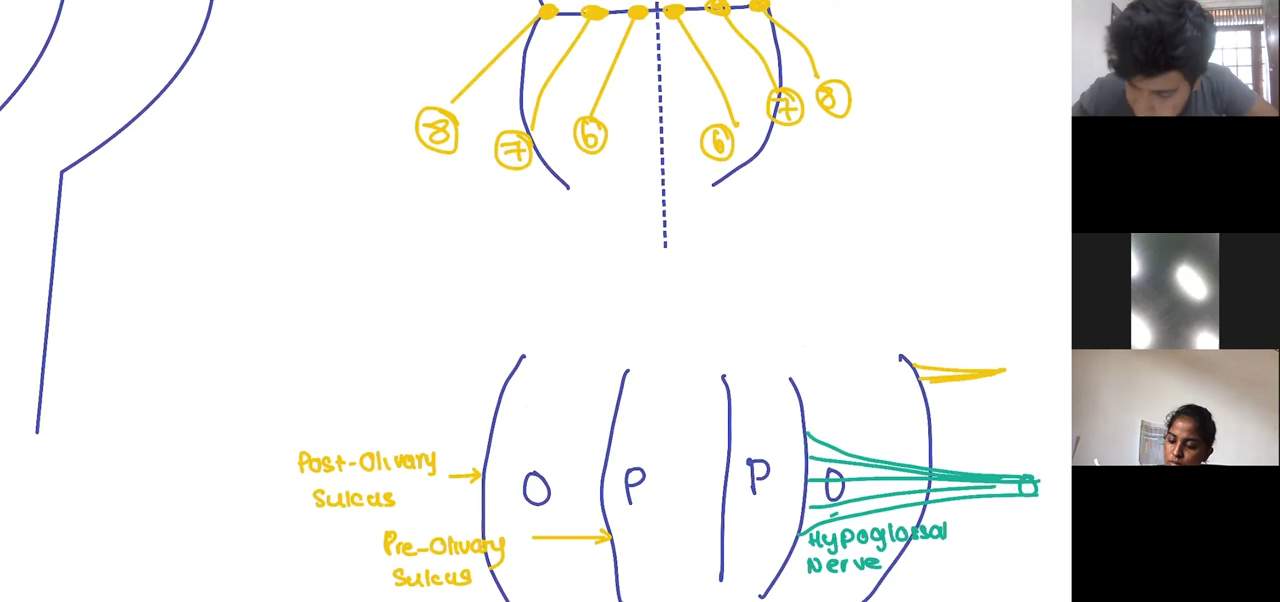 8 7 6 6 7 8
Post-Olivary
Sulcus
O P P O
Pre-Olivary
Sulcus
Hypoglossal
Nerve